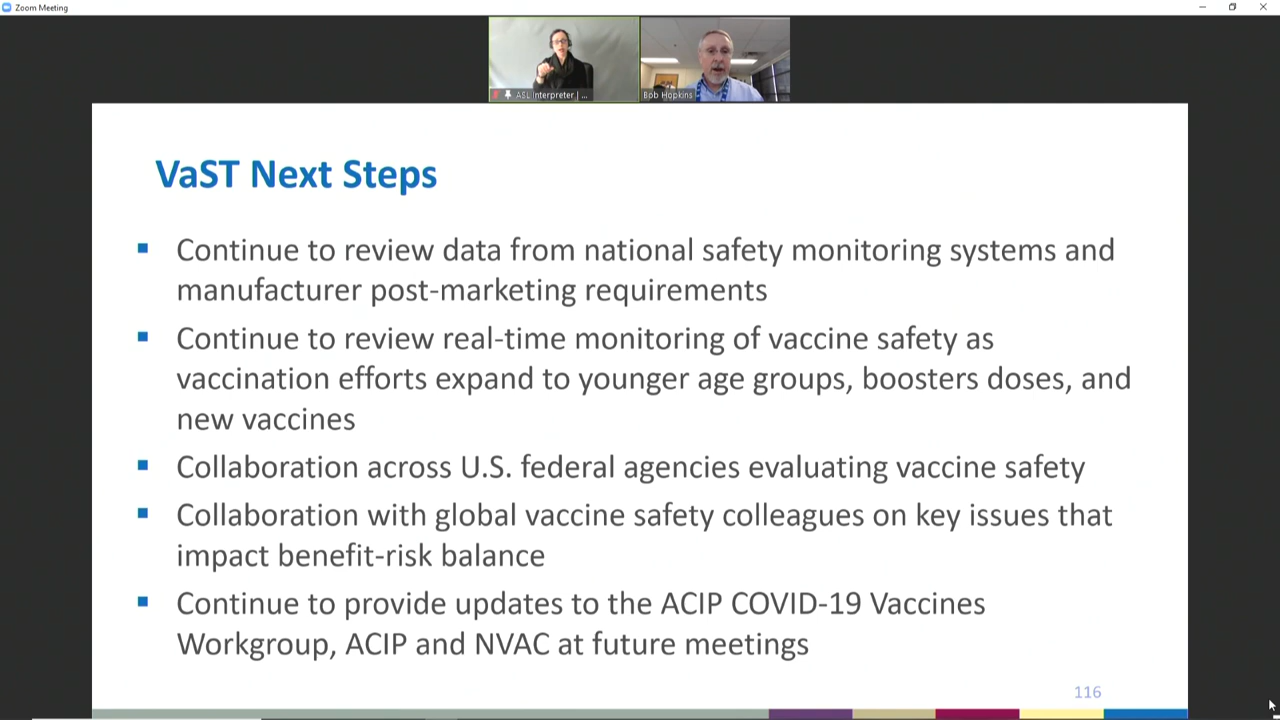 Zoom Meeting
ASL Interpreter | ...
Bob Hopkins
VaST Next Steps
Continue to review data from national safety monitoring systems and
manufacturer post-marketing requirements
Continue to review real-time monitoring of vaccine safety as
vaccination efforts expand to younger age groups, boosters doses, and
new vaccines
Collaboration across U.S. federal agencies evaluating vaccine safety
Collaboration with global vaccine safety colleagues on key issues that
impact benefit-risk balance
Continue to provide updates to the ACIP COVID-19 Vaccines
Workgroup, ACIP and NVAC at future meetings
116